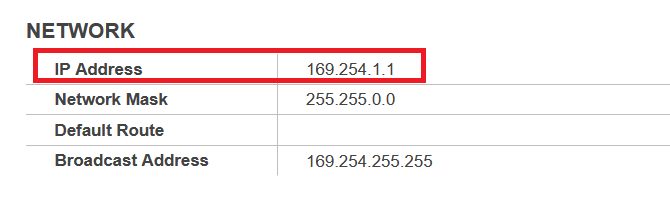 NETWORK
IP Address 169.254.1.1
Network Mask 255.255.0.0
Default Route
Broadcast Address 169.254.255.255